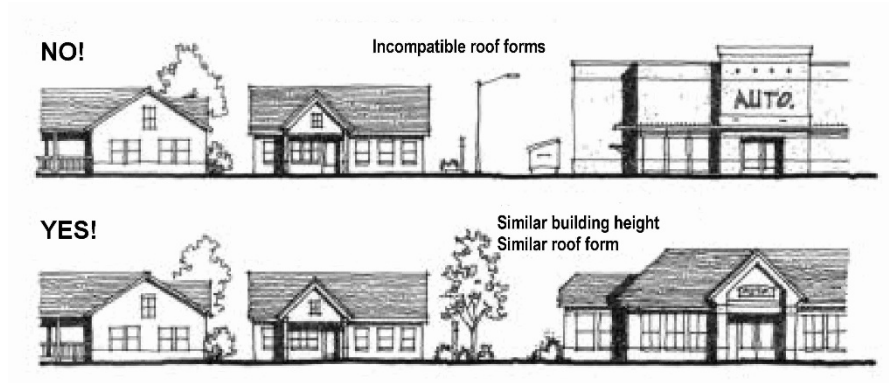 NO!
Incompatible roof forms
AUTO.
YES!
Similar building height
Similar roof form